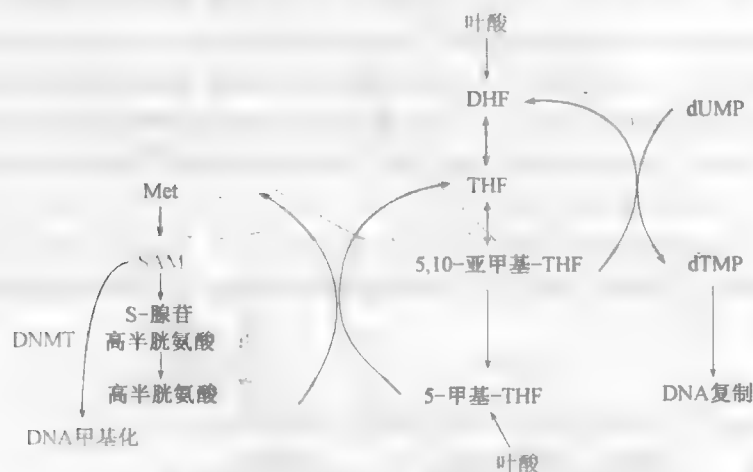 叶酸
DHF
dUMP
THF
Met
SAM
5,10-亚甲基-THF
dTMP
S-腺苷
高半胱氨酸
DNMT
高半胱氨酸
5-甲基-THF
DNA复制
DNA甲基化
叶酸